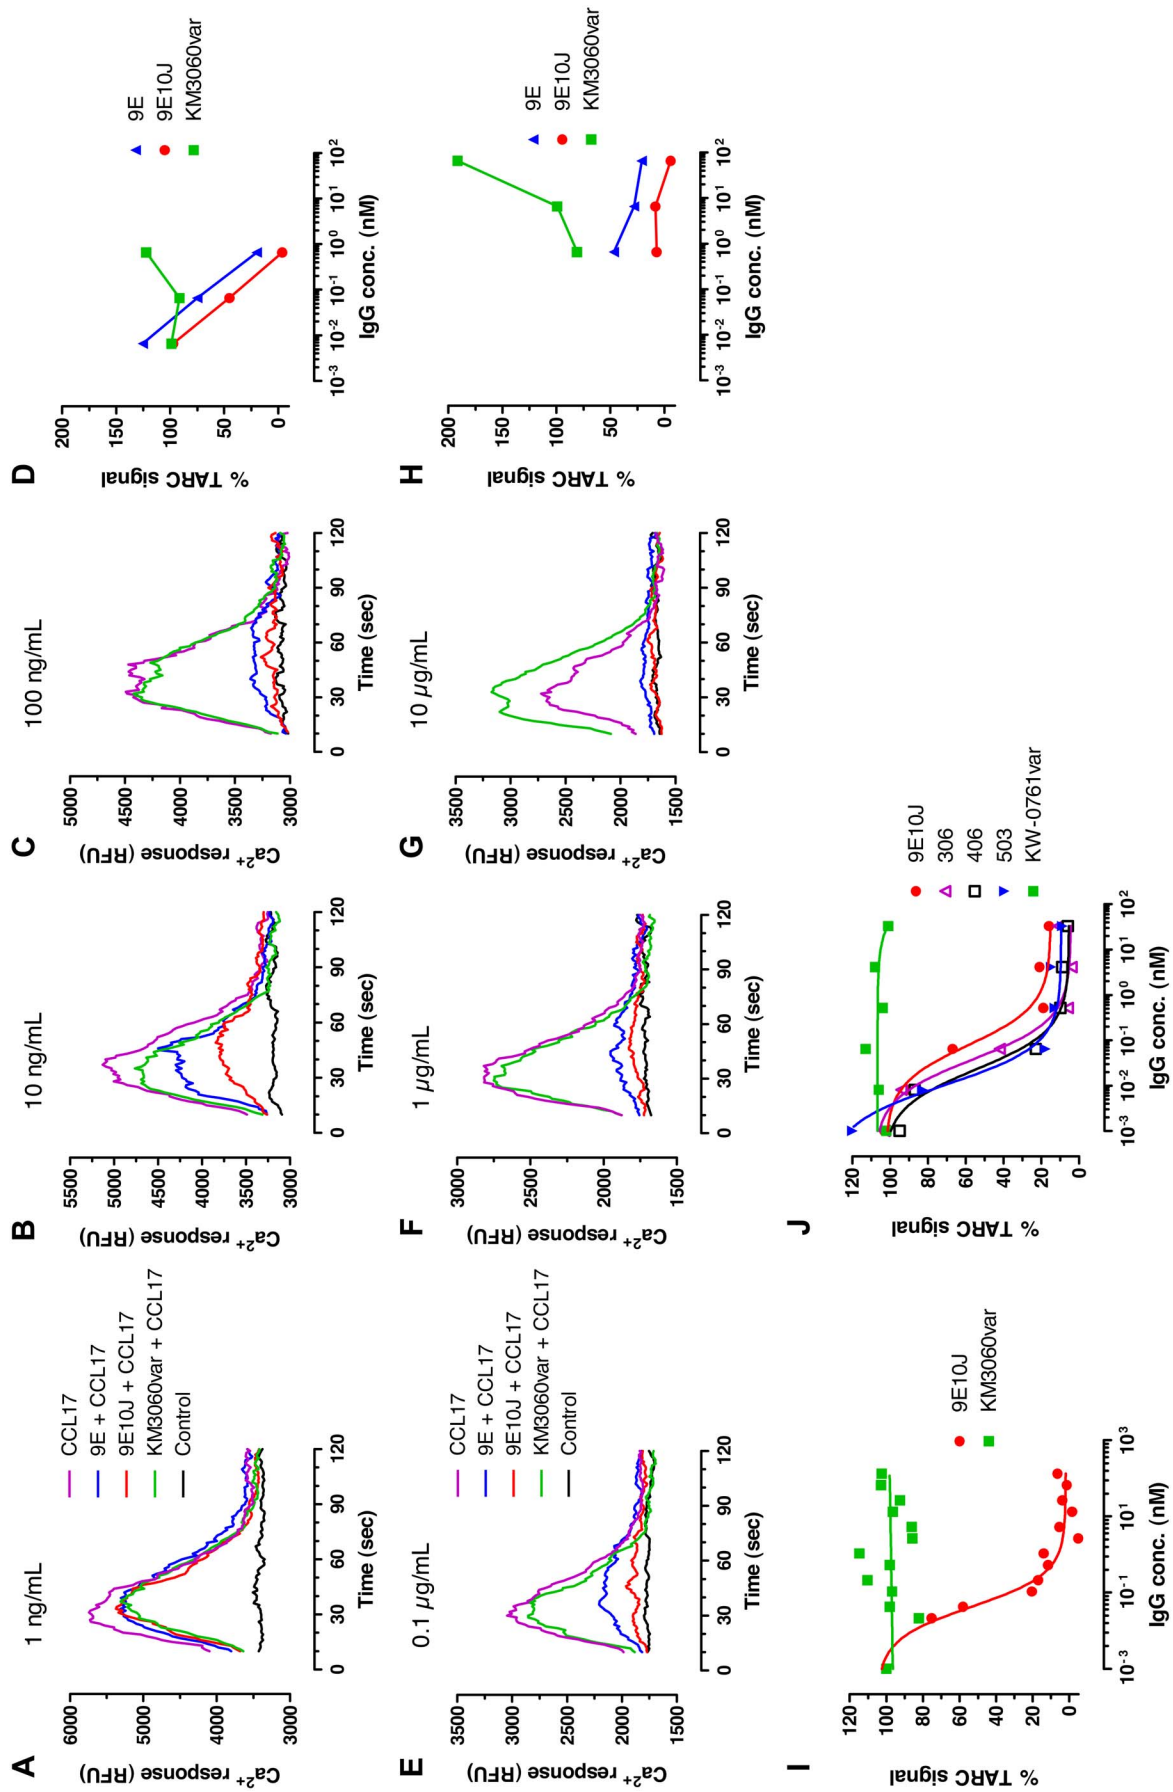 A
1 ng/mL
Ca2+ response (RFU)
6000
5000
4000
3000
0
30
60
90
120
Time (sec)
CCL17
9E + CCL17
9E10J + CCL17
KM3060var + CCL17
Control
B
10 ng/mL
Ca2+ response (RFU)
5500
5000
4500
4000
3500
3000
0
30
60
90
120
Time (sec)
C
100 ng/mL
Ca2+ response (RFU)
5000
4500
4000
3500
3000
0
30
60
90
120
Time (sec)
D
% TARC signal
200
150
100
50
0
10-3
10-2
10-1
100
101
102
IgG conc. (nM)
9E
9E10J
KM3060var
E
0.1 µg/mL
Ca2+ response (RFU)
3500
3000
2500
2000
1500
0
30
60
90
120
Time (sec)
CCL17
9E + CCL17
9E10J + CCL17
KM3060var + CCL17
Control
F
1 µg/mL
Ca2+ response (RFU)
3000
2500
2000
1500
0
30
60
90
120
Time (sec)
G
10 µg/mL
Ca2+ response (RFU)
3500
3000
2500
2000
1500
0
30
60
90
120
Time (sec)
H
% TARC signal
200
150
100
50
0
10-3
10-2
10-1
100
101
102
IgG conc. (nM)
9E
9E10J
KM3060var
I
% TARC signal
120
100
80
60
40
20
0
10-3
10-1
101
103
IgG conc. (nM)
9E10J
KM3060var
J
% TARC signal
120
100
80
60
40
20
0
10-3
10-2
10-1
100
101
102
IgG conc. (nM)
9E10J
306
406
503
KW-0761var